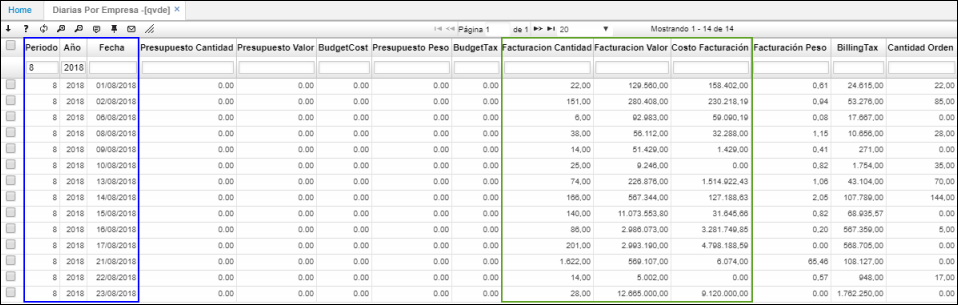 Home Diarias Por Empresa -[qvde] ×
Página 1 de 1 20 Mostrando 1 - 14 de 14
Periodo Año Fecha Presupuesto Cantidad Presupuesto Valor BudgetCost Presupuesto Peso BudgetTax Facturacion Cantidad Facturacion Valor Costo Facturación Facturación Peso BillingTax Cantidad Orden
8 2018
8 2018 01/08/2018 0.00 0.00 0.00 0.00 0.00 22,00 129.560,00 158.402,00 0,61 24.615,00 22,00
8 2018 02/08/2018 0.00 0.00 0.00 0.00 0.00 151,00 280.408,00 230.218,19 0,94 53.276,00 85,00
8 2018 06/08/2018 0.00 0.00 0.00 0.00 0.00 6,00 92.983,00 59.090,19 0,08 17.667,00 0.00
8 2018 08/08/2018 0.00 0.00 0.00 0.00 0.00 38,00 56.112,00 32.288,00 1,15 10.656,00 28,00
8 2018 09/08/2018 0.00 0.00 0.00 0.00 0.00 14,00 51.429,00 1.429,00 0,41 271,00 0.00
8 2018 10/08/2018 0.00 0.00 0.00 0.00 0.00 25,00 9.246,00 0.00 0,82 1.754,00 35,00
8 2018 13/08/2018 0.00 0.00 0.00 0.00 0.00 74,00 226.876,00 1.514.922,43 1,06 43.104,00 70,00
8 2018 14/08/2018 0.00 0.00 0.00 0.00 0.00 166,00 567.344,00 127.188,63 2,05 107.789,00 144,00
8 2018 15/08/2018 0.00 0.00 0.00 0.00 0.00 140,00 11.073.553,80 31.645,66 0,82 68.935,57 0.00
8 2018 16/08/2018 0.00 0.00 0.00 0.00 0.00 86,00 2.986.073,00 3.281.749,85 0,20 567.359,00 5,00
8 2018 17/08/2018 0.00 0.00 0.00 0.00 0.00 201,00 2.993.190,00 4.798.188,59 0.00 568.705,00 0.00
8 2018 21/08/2018 0.00 0.00 0.00 0.00 0.00 1.622,00 569.107,00 6.074,00 65,46 108.127,00 0.00
8 2018 22/08/2018 0.00 0.00 0.00 0.00 0.00 14,00 5.002,00 0.00 0,57 948,00 17,00
8 2018 23/08/2018 0.00 0.00 0.00 0.00 0.00 28,00 12.665.000,00 9.120.000,00 0.00 1.762.250,00 0.00